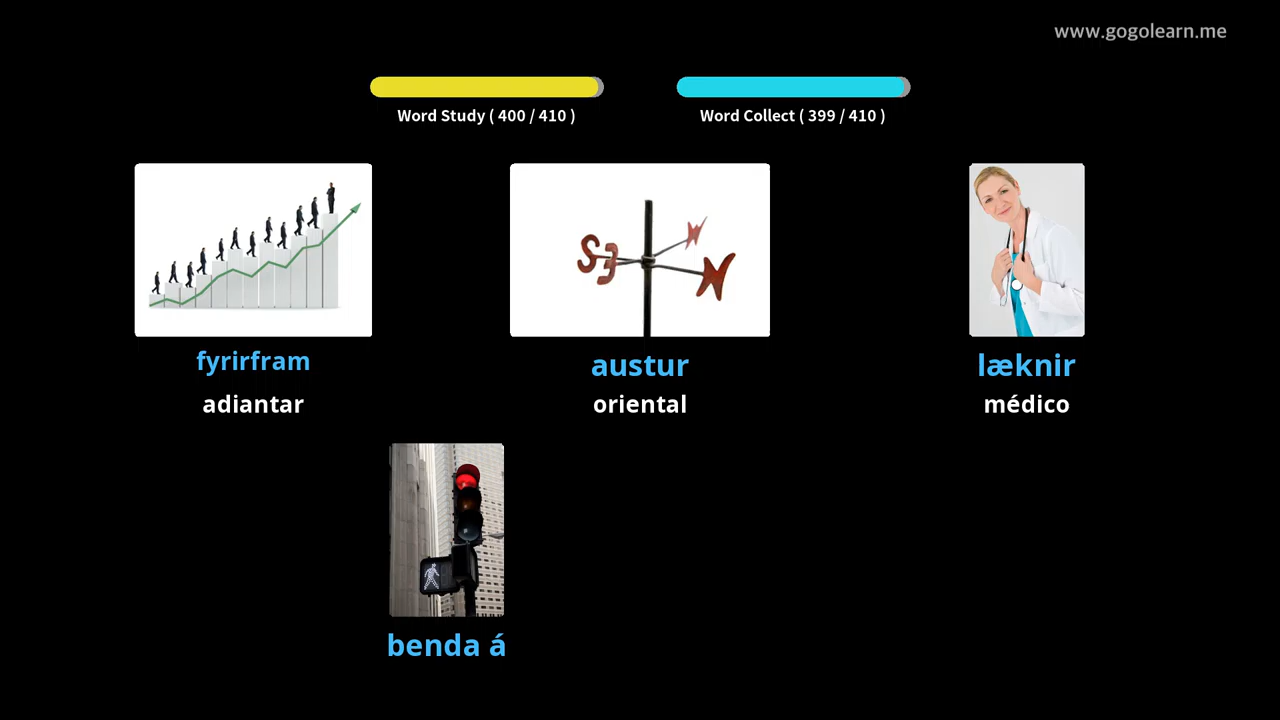 www.gogolearn.me
Word Study ( 400 / 410 )
Word Collect ( 399 / 410 )
S E N W
fyrirfram
austur
læknir
adiantar
oriental
médico
benda á